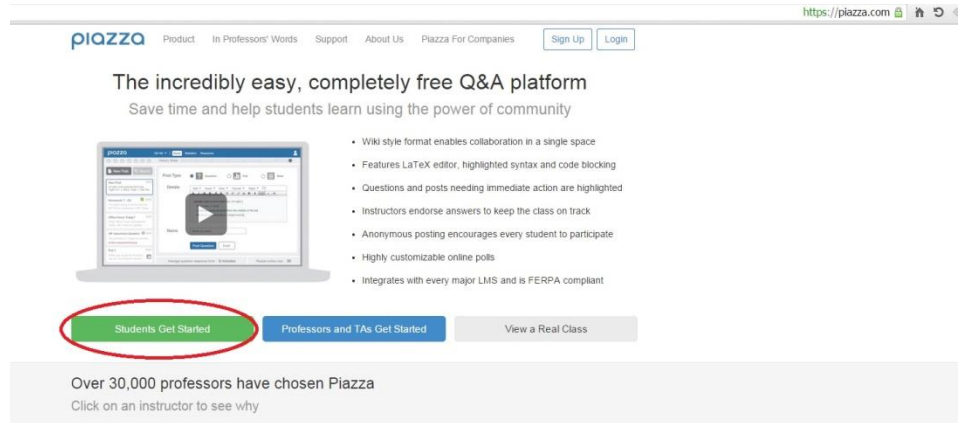 https://piazza.com
piazza Product In Professors' Words Support About Us Piazza For Companies Sign Up Login
The incredibly easy, completely free Q&A platform
Save time and help students learn using the power of community
• Wiki style format enables collaboration in a single space
• Features LaTeX editor, highlighted syntax and code blocking
• Questions and posts needing immediate action are highlighted
• Instructors endorse answers to keep the class on track
• Anonymous posting encourages every student to participate
• Highly customizable online polls
• Integrates with every major LMS and is FERPA compliant
piazza
Post Type
Details
Name
Students Get Started Professors and TAs Get Started View a Real Class
Over 30,000 professors have chosen Piazza
Click on an instructor to see why